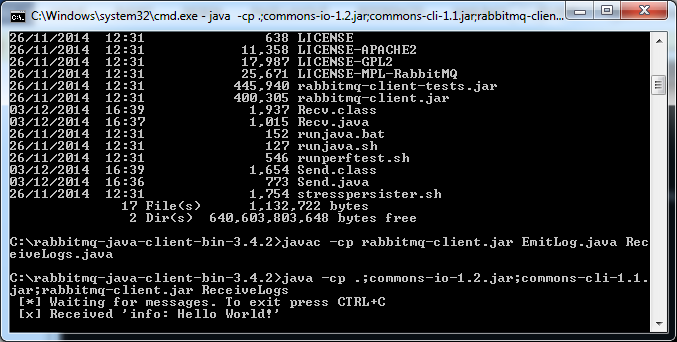 C:\Windows\system32\cmd.exe - java -cp .;commons-io-1.2.jar;commons-cli-1.1.jar;rabbitmq-clien...
26/11/2014  12:31               638 LICENSE
26/11/2014  12:31            11,358 LICENSE-APACHE2
26/11/2014  12:31            17,987 LICENSE-GPL2
26/11/2014  12:31            25,671 LICENSE-MPL-RabbitMQ
26/11/2014  12:31           445,940 rabbitmq-client-tests.jar
26/11/2014  12:31           400,305 rabbitmq-client.jar
03/12/2014  16:39             1,937 Recv.class
03/12/2014  16:37             1,015 Recv.java
26/11/2014  12:31               152 runjava.bat
26/11/2014  12:31               127 runjava.sh
26/11/2014  12:31               546 runperftest.sh
03/12/2014  16:39             1,654 Send.class
03/12/2014  16:36               773 Send.java
26/11/2014  12:31             1,754 stresspersister.sh
17 File(s)      1,132,722 bytes
2 Dir(s)  640,603,803,648 bytes free
C:\rabbitmq-java-client-bin-3.4.2>javac -cp rabbitmq-client.jar EmitLog.java Rec
eiveLogs.java
C:\rabbitmq-java-client-bin-3.4.2>java -cp .;commons-io-1.2.jar;commons-cli-1.1.
jar;rabbitmq-client.jar ReceiveLogs
[*] Waiting for messages. To exit press CTRL+C
[x] Received 'info: Hello World!'